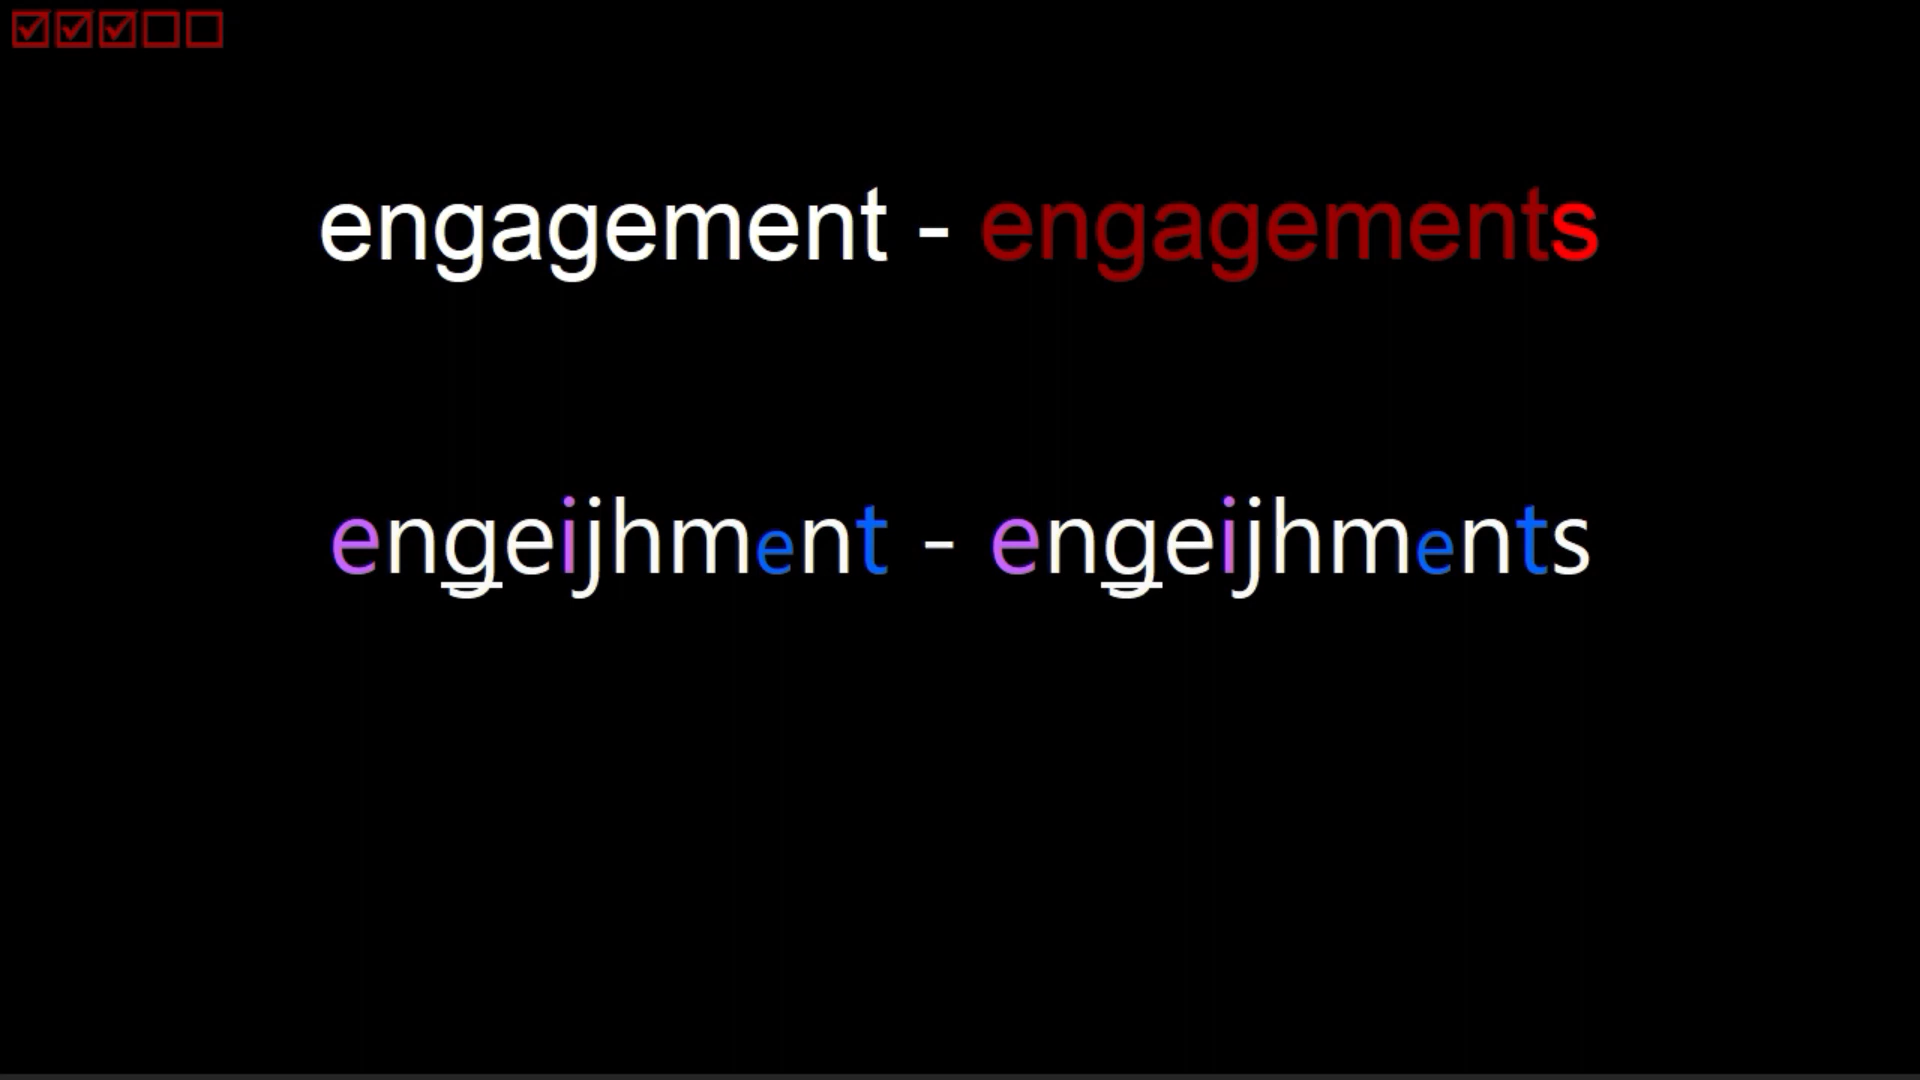 ☑☑☑☐☐
engagement - engagements
engeijhment - engeijhments